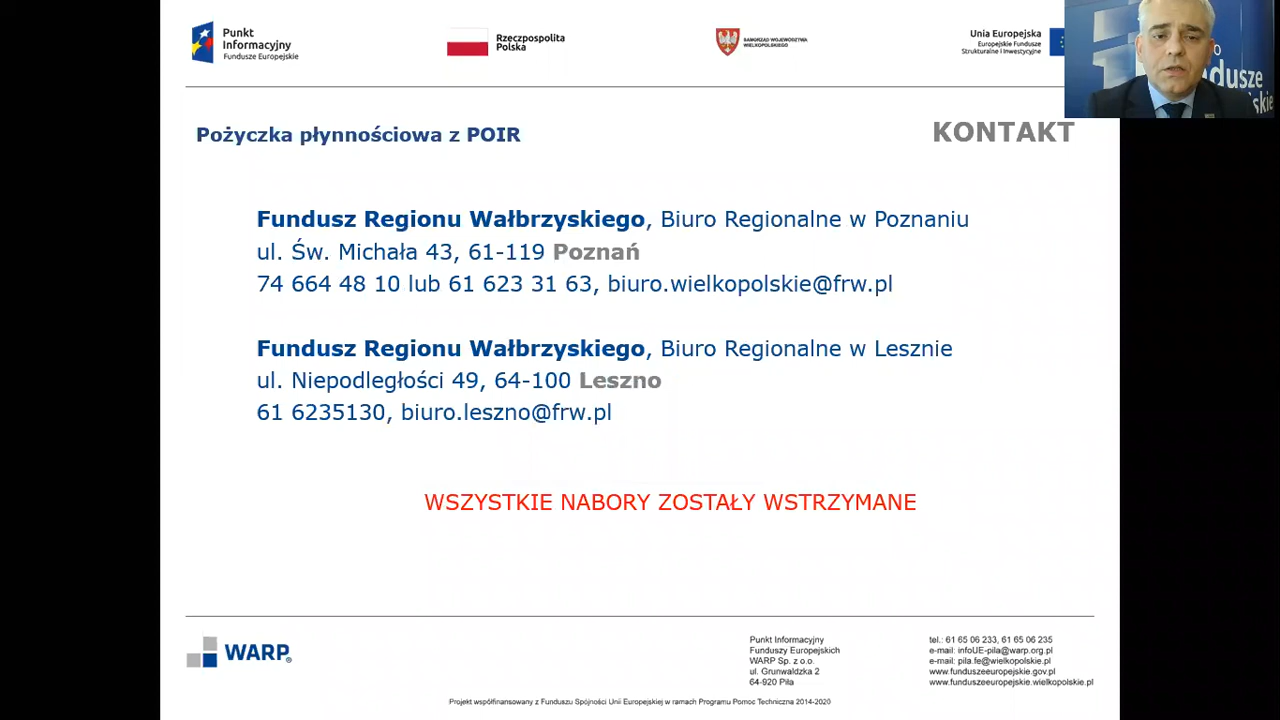 Punkt
Informacyjny
Fundusze Europejskie
Rzeczpospolita
Polska
SAMORZĄD WOJEWÓDZTWA
WIELKOPOLSKIEGO
Unia Europejska
Europejskie Fundusze
Strukturalne i Inwestycyjne
Pożyczka płynnościowa z POIR
KONTAKT
Fundusz Regionu Wałbrzyskiego, Biuro Regionalne w Poznaniu
ul. Św. Michała 43, 61-119 Poznań
74 664 48 10 lub 61 623 31 63, biuro.wielkopolskie@frw.pl
Fundusz Regionu Wałbrzyskiego, Biuro Regionalne w Lesznie
ul. Niepodległości 49, 64-100 Leszno
61 6235130, biuro.leszno@frw.pl
WSZYSTKIE NABORY ZOSTAŁY WSTRZYMANE
WARP
Punkt Informacyjny
Funduszy Europejskich
WARP Sp. z o.o.
ul. Grunwaldzka 2
64-920 Piła
tel.: 61 65 06 233, 61 65 06 235
e-mail: infoUE-pila@warp.org.pl
e-mail: pila.fe@wielkopolskie.pl
www.funduszeeuropejskie.gov.pl
www.funduszeeuropejskie.wielkopolskie.pl
Projekt współfinansowany z Funduszu Spójności Unii Europejskiej w ramach Programu Pomoc Techniczna 2014-2020